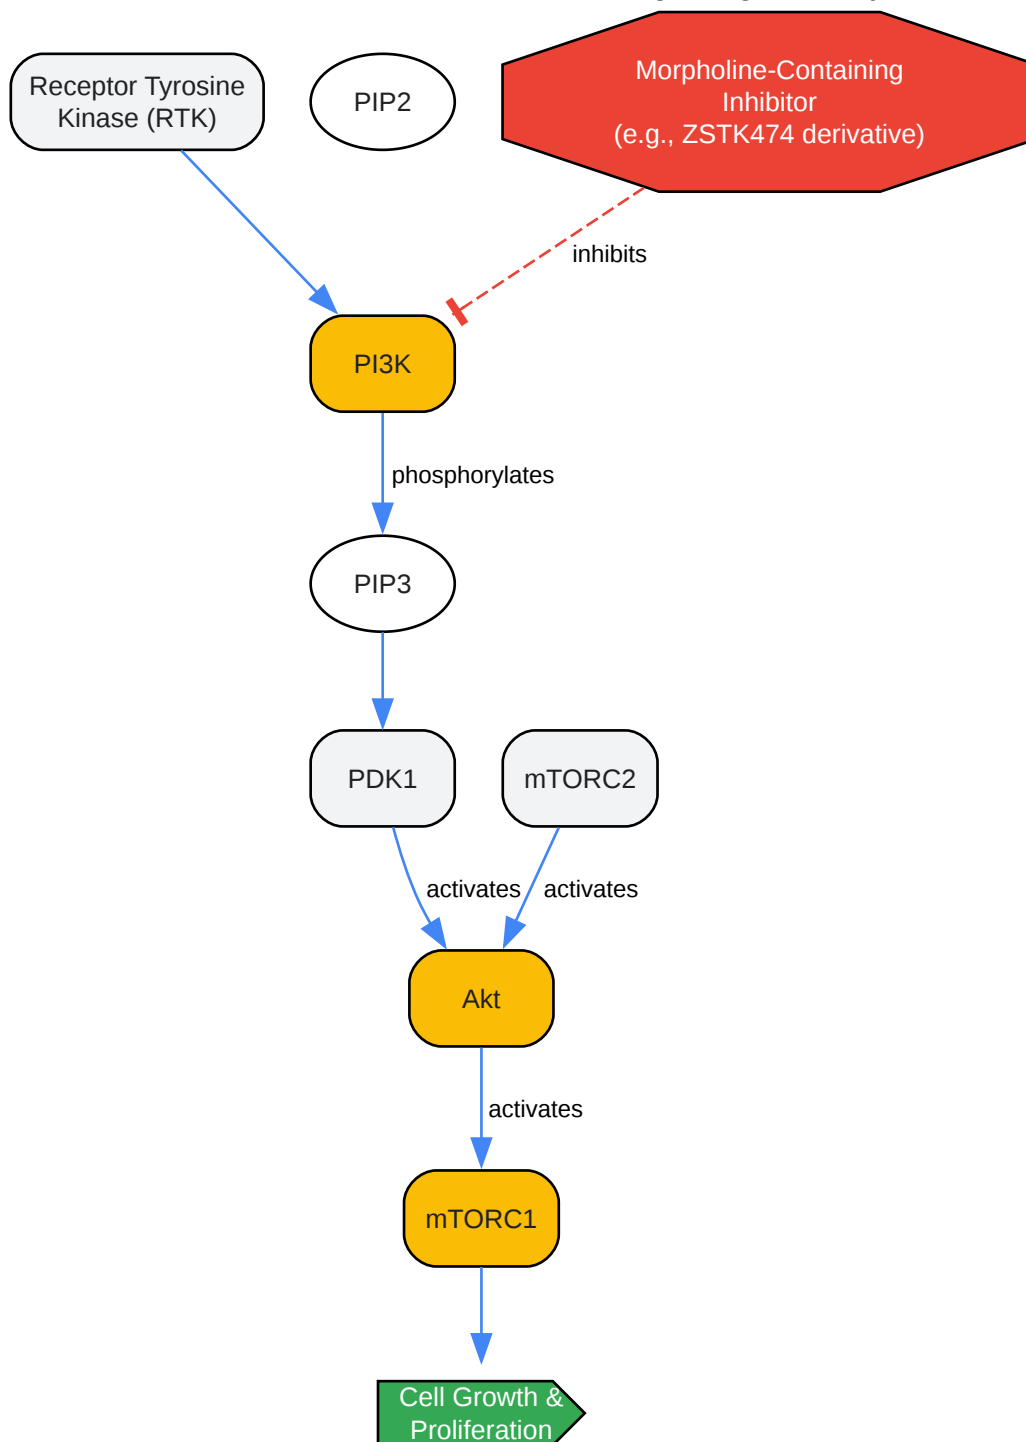 Receptor Tyrosine
Kinase (RTK)
PIP2
Morpholine-Containing
Inhibitor
(e.g., ZSTK474 derivative)
inhibits
PI3K
phosphorylates
PIP3
PDK1
mTORC2
activates
activates
Akt
activates
mTORC1
Cell Growth &
Proliferation